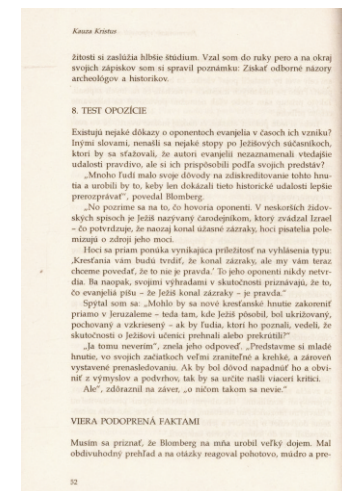 Kauza Kristus
žitosti si zaslúžia hlbšie štúdium. Vzal som do ruky pero a na okraj
svojich zápiskov som si spravil poznámku: Získať odborné názory
archeológov a historikov.
8. TEST OPOZÍCIE
Existujú nejaké dôkazy o oponentoch evanjelia v časoch ich vzniku?
Inými slovami, nenašli sa nejaké stopy po Ježišových súčasníkoch,
ktorí by sa sťažovali, že autori evanjelií nezaznamenali vtedajšie
udalosti pravdivo, ale si ich prispôsobili podľa svojich predstáv?
„Mnoho ľudí malo svoje dôvody na zdiskreditovanie tohto hnu-
tia a urobili by to, keby len dokázali tieto historické udalosti lepšie
prerozprávať", povedal Blomberg.
„No pozrime sa na to, čo hovoria oponenti. V neskorších židov-
ských spisoch je Ježiš nazývaný čarodejníkom, ktorý zvádzal Izrael
– čo potvrdzuje, že naozaj konal úžasné zázraky, hoci pisatelia pole-
mizujú o zdroji jeho moci.
Hoci sa priam ponúka vynikajúca príležitosť na vyhlásenia typu:
‚Kresťania vám budú tvrdiť, že konal zázraky, ale my vám teraz
chceme povedať, že to nie je pravda.' To jeho oponenti nikdy netvr-
dia. Ba naopak, svojimi výhradami v skutočnosti priznávajú, že to,
čo evanjeliá píšu – že Ježiš konal zázraky – je pravda."
Spýtal som sa: „Mohlo by sa nové kresťanské hnutie zakoreniť
priamo v Jeruzaleme – teda tam, kde Ježiš pôsobil, bol ukrižovaný,
pochovaný a vzkriesený – ak by ľudia, ktorí ho poznali, vedeli, že
skutočnosti o Ježišovi učeníci prehnali alebo prekrútili?"
„Ja tomu neverím", znela jeho odpoveď. „Predstavme si mladé
hnutie, vo svojich začiatkoch veľmi zraniteľné a krehké, a zároveň
vystavené prenasledovaniu. Ak by bol dôvod napadnúť ho a obvi-
niť z výmyslov a podvrhov, tak by sa určite našli viacerí kritici.
Ale", zdôraznil na záver, „o ničom takom sa nevie."
VIERA PODOPRENÁ FAKTAMI
Musím sa priznať, že Blomberg na mňa urobil veľký dojem. Mal
obdivuhodný prehľad a na otázky reagoval pohotovo, múdro a pre-
32